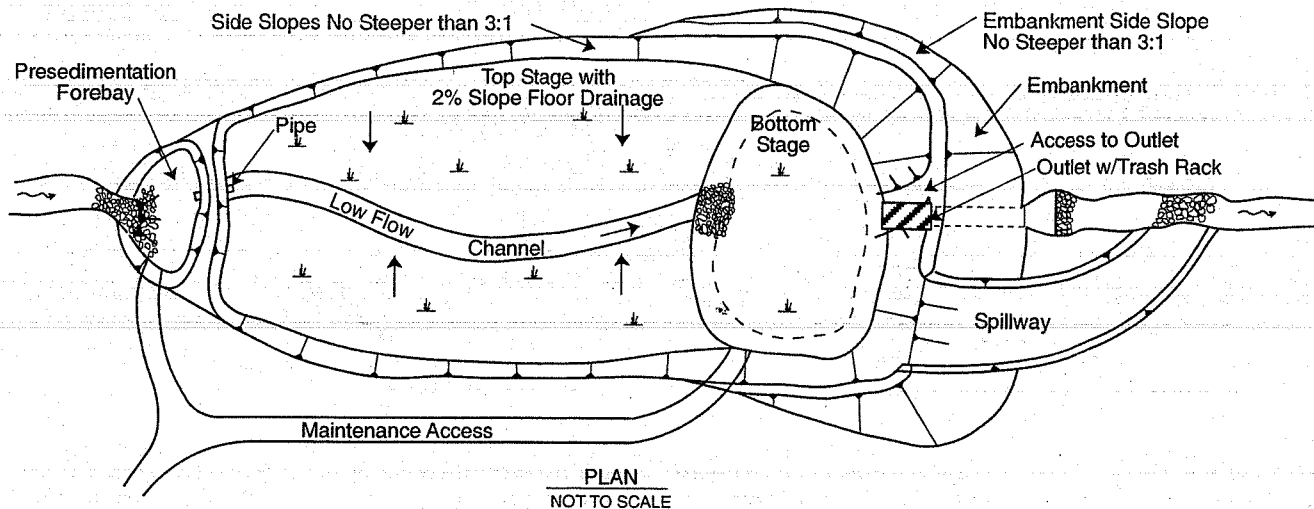 Side Slopes No Steeper than 3:1
Embankment Side Slope
No Steeper than 3:1
Presedimentation
Forebay
Top Stage with
2% Slope Floor Drainage
Embankment
Pipe
Bottom
Stage
Access to Outlet
Outlet w/Trash Rack
Low Flow
Channel
Spillway
Maintenance Access
PLAN
NOT TO SCALE